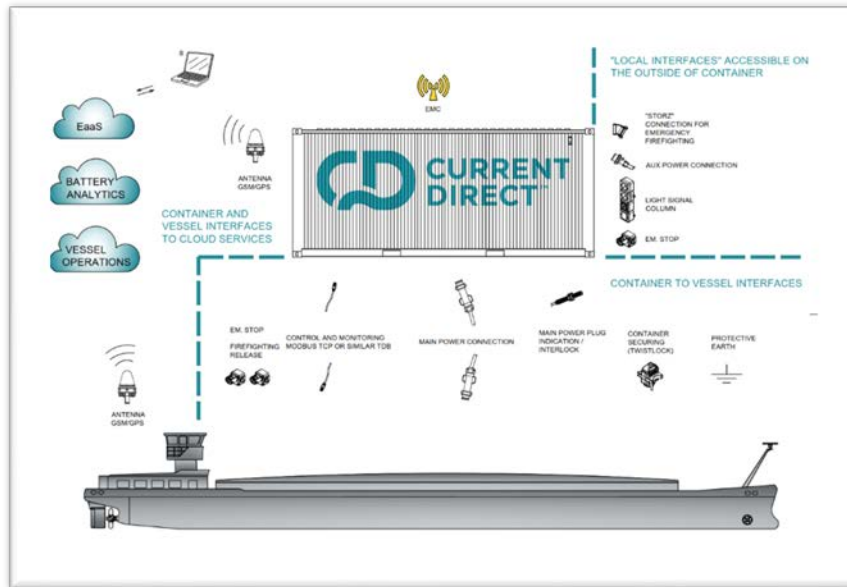 "LOCAL INTERFACES" ACCESSIBLE ON
THE OUTSIDE OF CONTAINER
EMC
EaaS
BATTERY
ANALYTICS
VESSEL
OPERATIONS
ANTENNA
GSM/GPS
CONTAINER AND
VESSEL INTERFACES
TO CLOUD SERVICES
CD CURRENT
DIRECT™
"STORZ"
CONNECTION FOR
EMERGENCY
FIREFIGHTING
AUX POWER CONNECTION
LIGHT SIGNAL
COLUMN
EM. STOP
CONTAINER TO VESSEL INTERFACES
EM. STOP
FIREFIGHTING
RELEASE
CONTROL AND MONITORING
MODBUS TCP OR SIMILAR TDB
MAIN POWER CONNECTION
MAIN POWER PLUG
INDICATION /
INTERLOCK
CONTAINER
SECURING
(TWISTLOCK)
PROTECTIVE
EARTH
ANTENNA
GSM/GPS